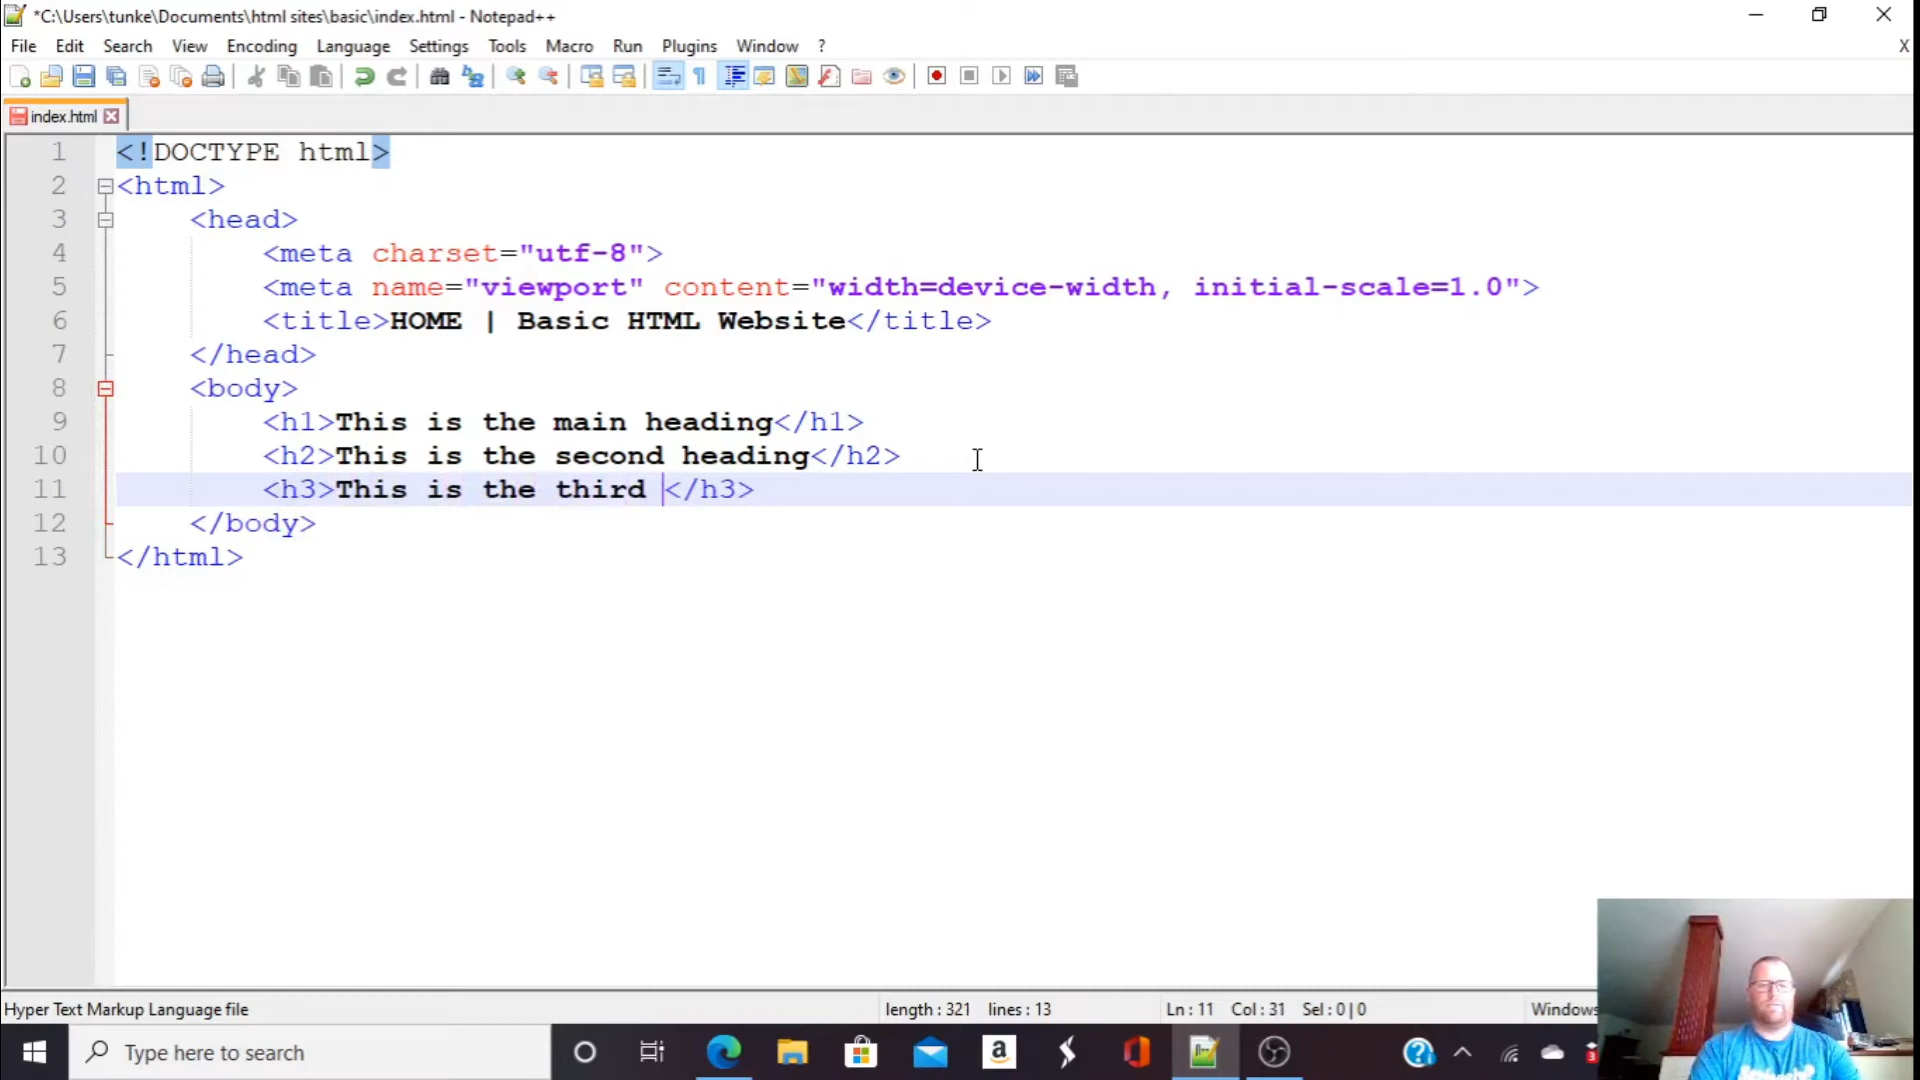 *C:\Users\tunke\Documents\html sites\basic\index.html - Notepad++
File Edit Search View Encoding Language Settings Tools Macro Run Plugins Window ? X
index.html
1 <!DOCTYPE html>
2 <html>
3 <head>
4 <meta charset="utf-8">
5 <meta name="viewport" content="width=device-width, initial-scale=1.0">
6 <title>HOME | Basic HTML Website</title>
7 </head>
8 <body>
9 <h1>This is the main heading</h1>
10 <h2>This is the second heading</h2>
11 <h3>This is the third </h3>
12 </body>
13 </html>
Hyper Text Markup Language file length : 321 lines : 13 Ln : 11 Col : 31 Sel : 0 | 0 Windows
Type here to search